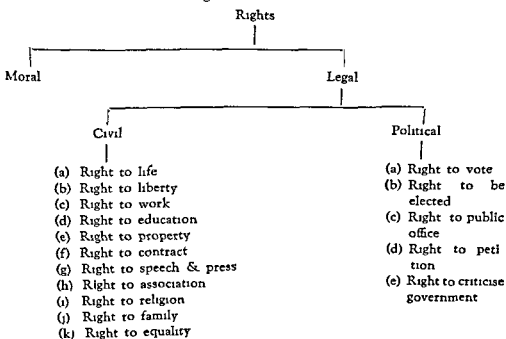 Rights
Moral
Legal
Civil
Political
(a) Right to life
(b) Right to liberty
(c) Right to work
(d) Right to education
(e) Right to property
(f) Right to contract
(g) Right to speech & press
(h) Right to association
(i) Right to religion
(j) Right to family
(k) Right to equality
(a) Right to vote
(b) Right to be
elected
(c) Right to public
office
(d) Right to peti
tion
(e) Right to criticise
government